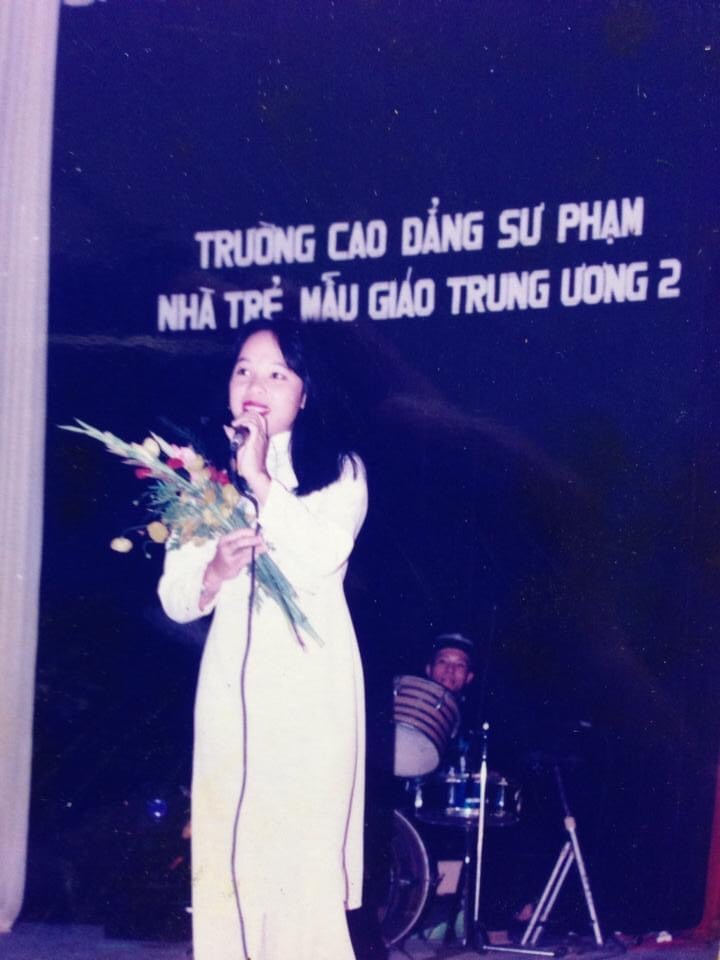 TRƯỜNG CAO ĐẲNG SƯ PHẠM
NHÀ TRẺ MẪU GIÁO TRUNG ƯƠNG 2